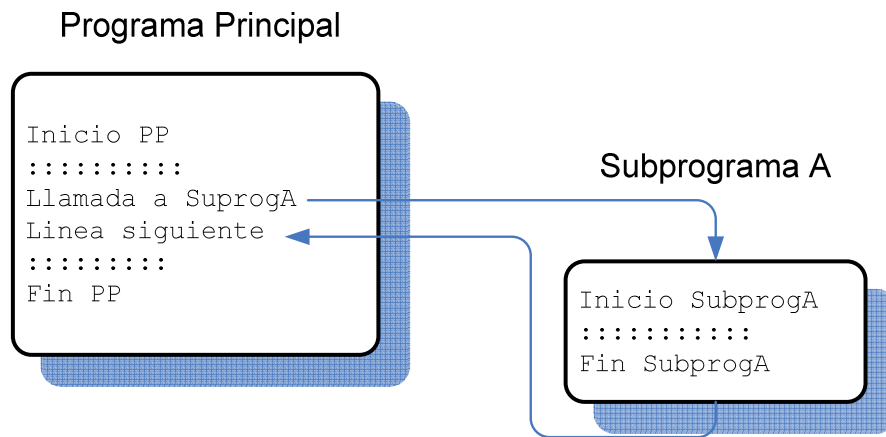 Programa Principal
Inicio PP
::::::::::
Llamada a SuprogA
Linea siguiente
:::::::::
Fin PP
Subprograma A
Inicio SubprogA
:::::::::::
Fin SubprogA